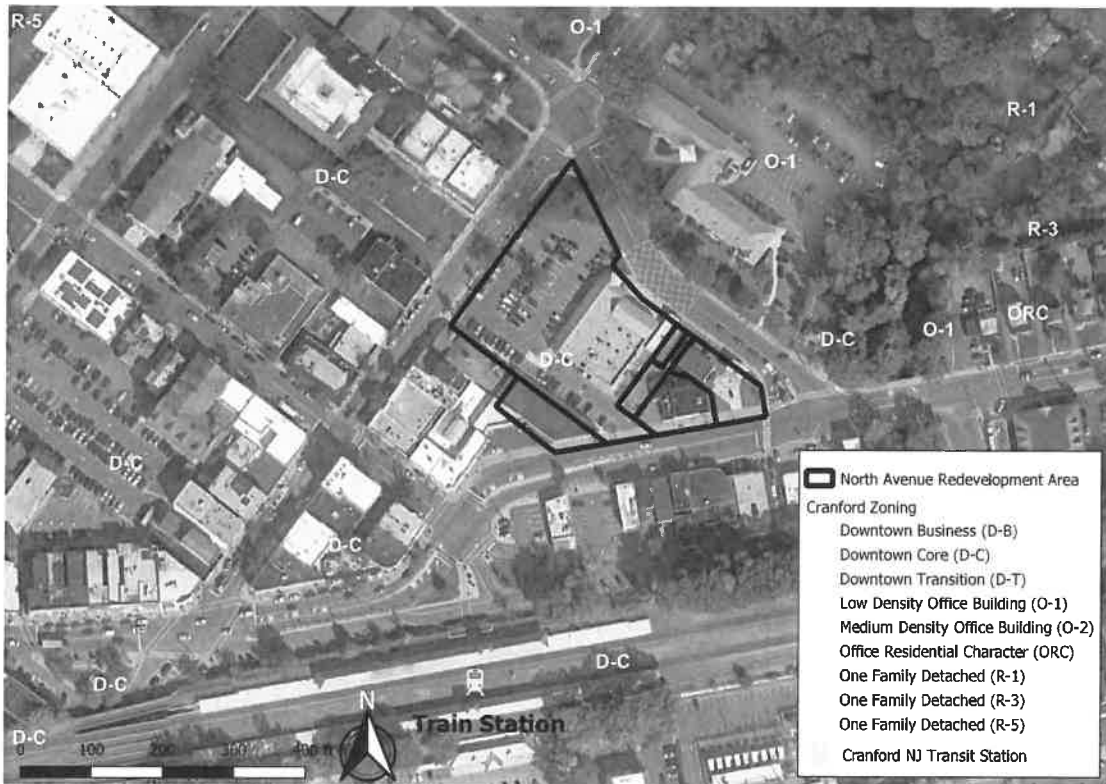 R-5
O-1
R-1
O-1
D-C
R-3
ORC
O-1
D-C
D-C
D-C
D-C
D-C
D-C
D-C
Train Station
N
0 100 200 300 400 ft
North Avenue Redevelopment Area
Cranford Zoning
Downtown Business (D-B)
Downtown Core (D-C)
Downtown Transition (D-T)
Low Density Office Building (O-1)
Medium Density Office Building (O-2)
Office Residential Character (ORC)
One Family Detached (R-1)
One Family Detached (R-3)
One Family Detached (R-5)
Cranford NJ Transit Station